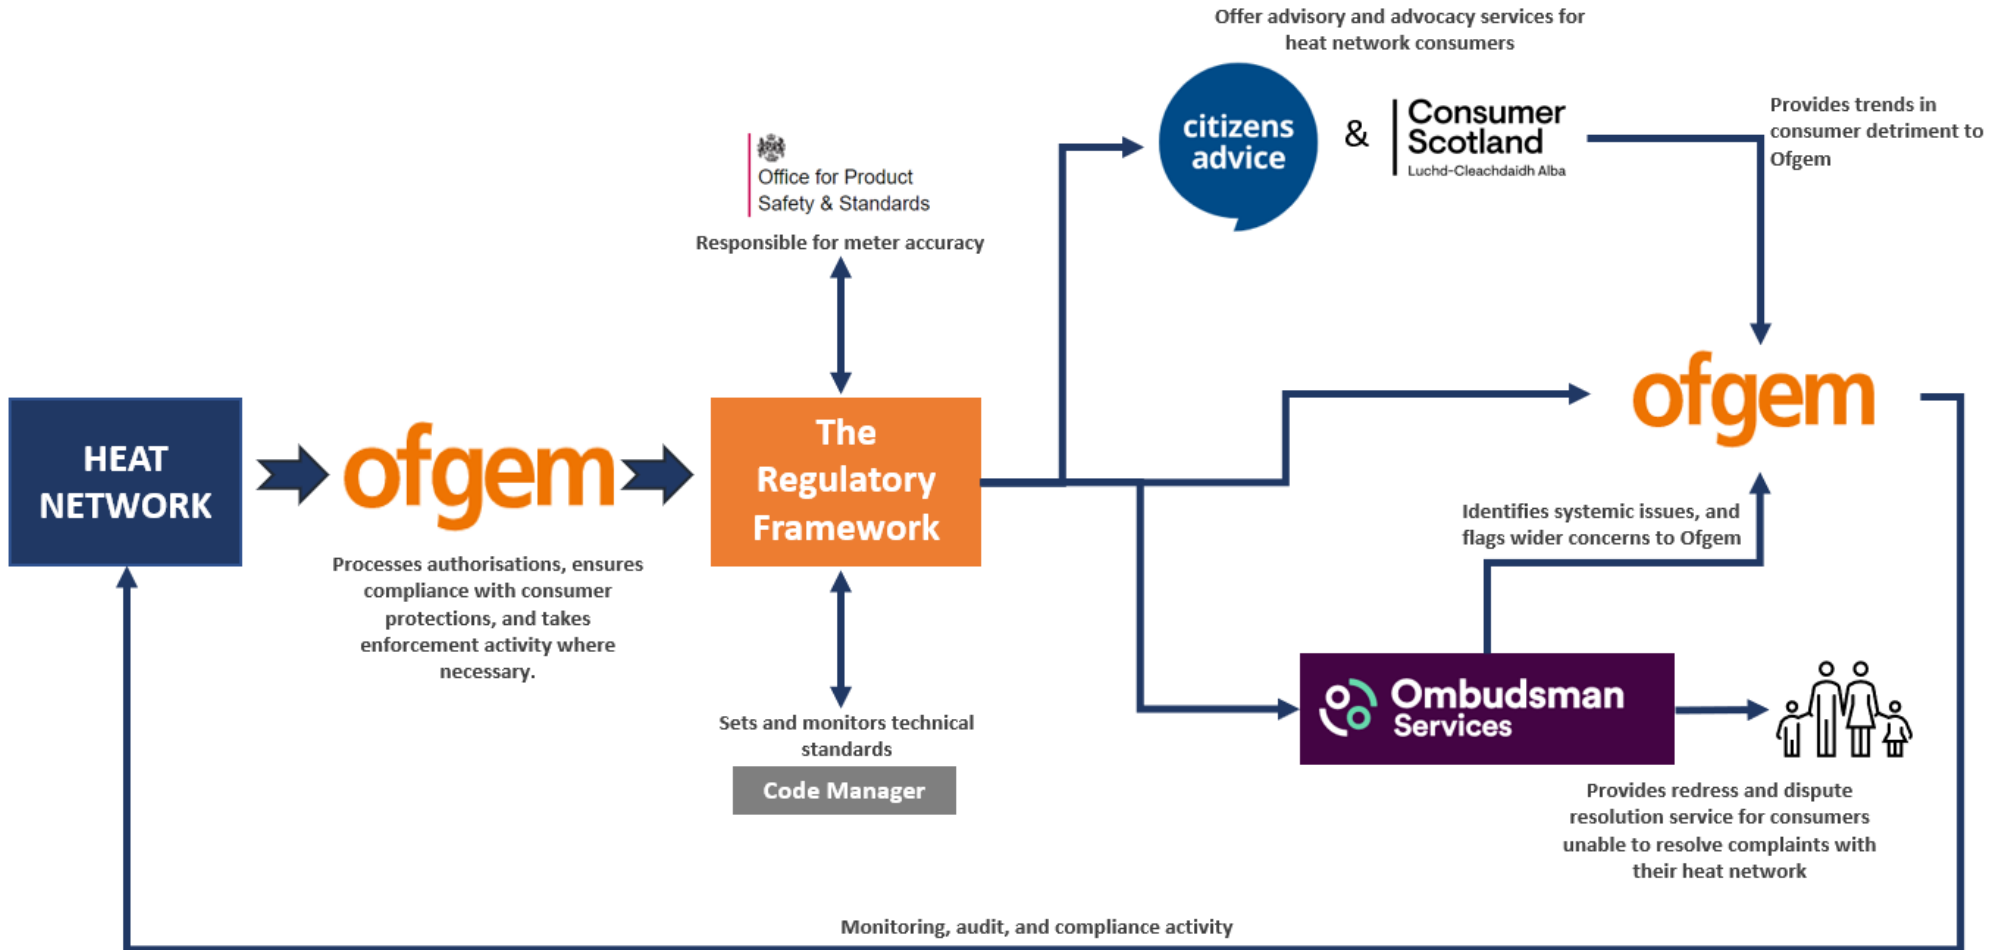 Offer advisory and advocacy services for
heat network consumers
citizens
advice
&
Consumer
Scotland
Luchd-Cleachdaidh Alba
Provides trends in
consumer detriment to
Ofgem
Office for Product
Safety & Standards
Responsible for meter accuracy
HEAT
NETWORK
ofgem
Processes authorisations, ensures
compliance with consumer
protections, and takes
enforcement activity where
necessary.
The
Regulatory
Framework
ofgem
Identifies systemic issues, and
flags wider concerns to Ofgem
Sets and monitors technical
standards
Code Manager
Ombudsman
Services
Provides redress and dispute
resolution service for consumers
unable to resolve complaints with
their heat network
Monitoring, audit, and compliance activity